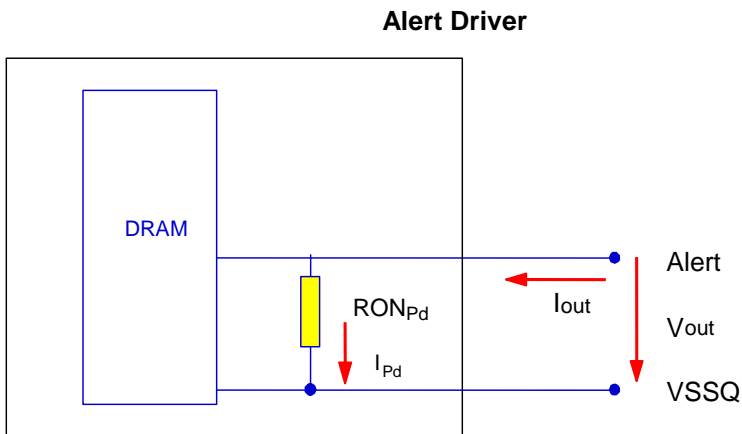 Alert Driver
DRAM
Alert
Iout
RONPd
Vout
IPd
VSSQ